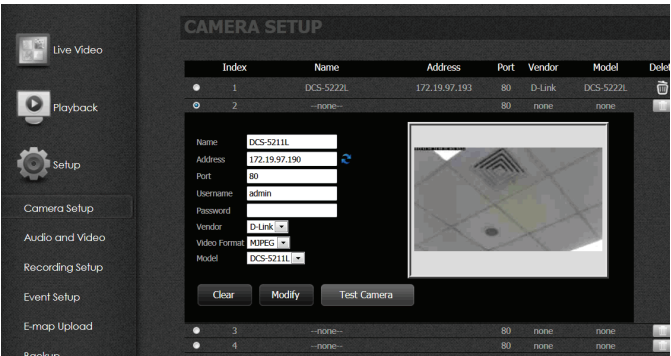 CAMERA SETUP
Live Video
Playback
Setup
Camera Setup
Audio and Video
Recording Setup
Event Setup
E-map Upload
Backup
Index Name Address Port Vendor Model Delet
1 DCS-5222L 172.19.97.193 80 D-Link DCS-5222L
2 --none-- 80 none none
Name DCS-5211L
Address 172.19.97.190
Port 80
Username admin
Password
Vendor D-Link
Video Format MJPEG
Model DCS-5211L
Clear Modify Test Camera
3 --none-- 80 none none
4 --none-- 80 none none